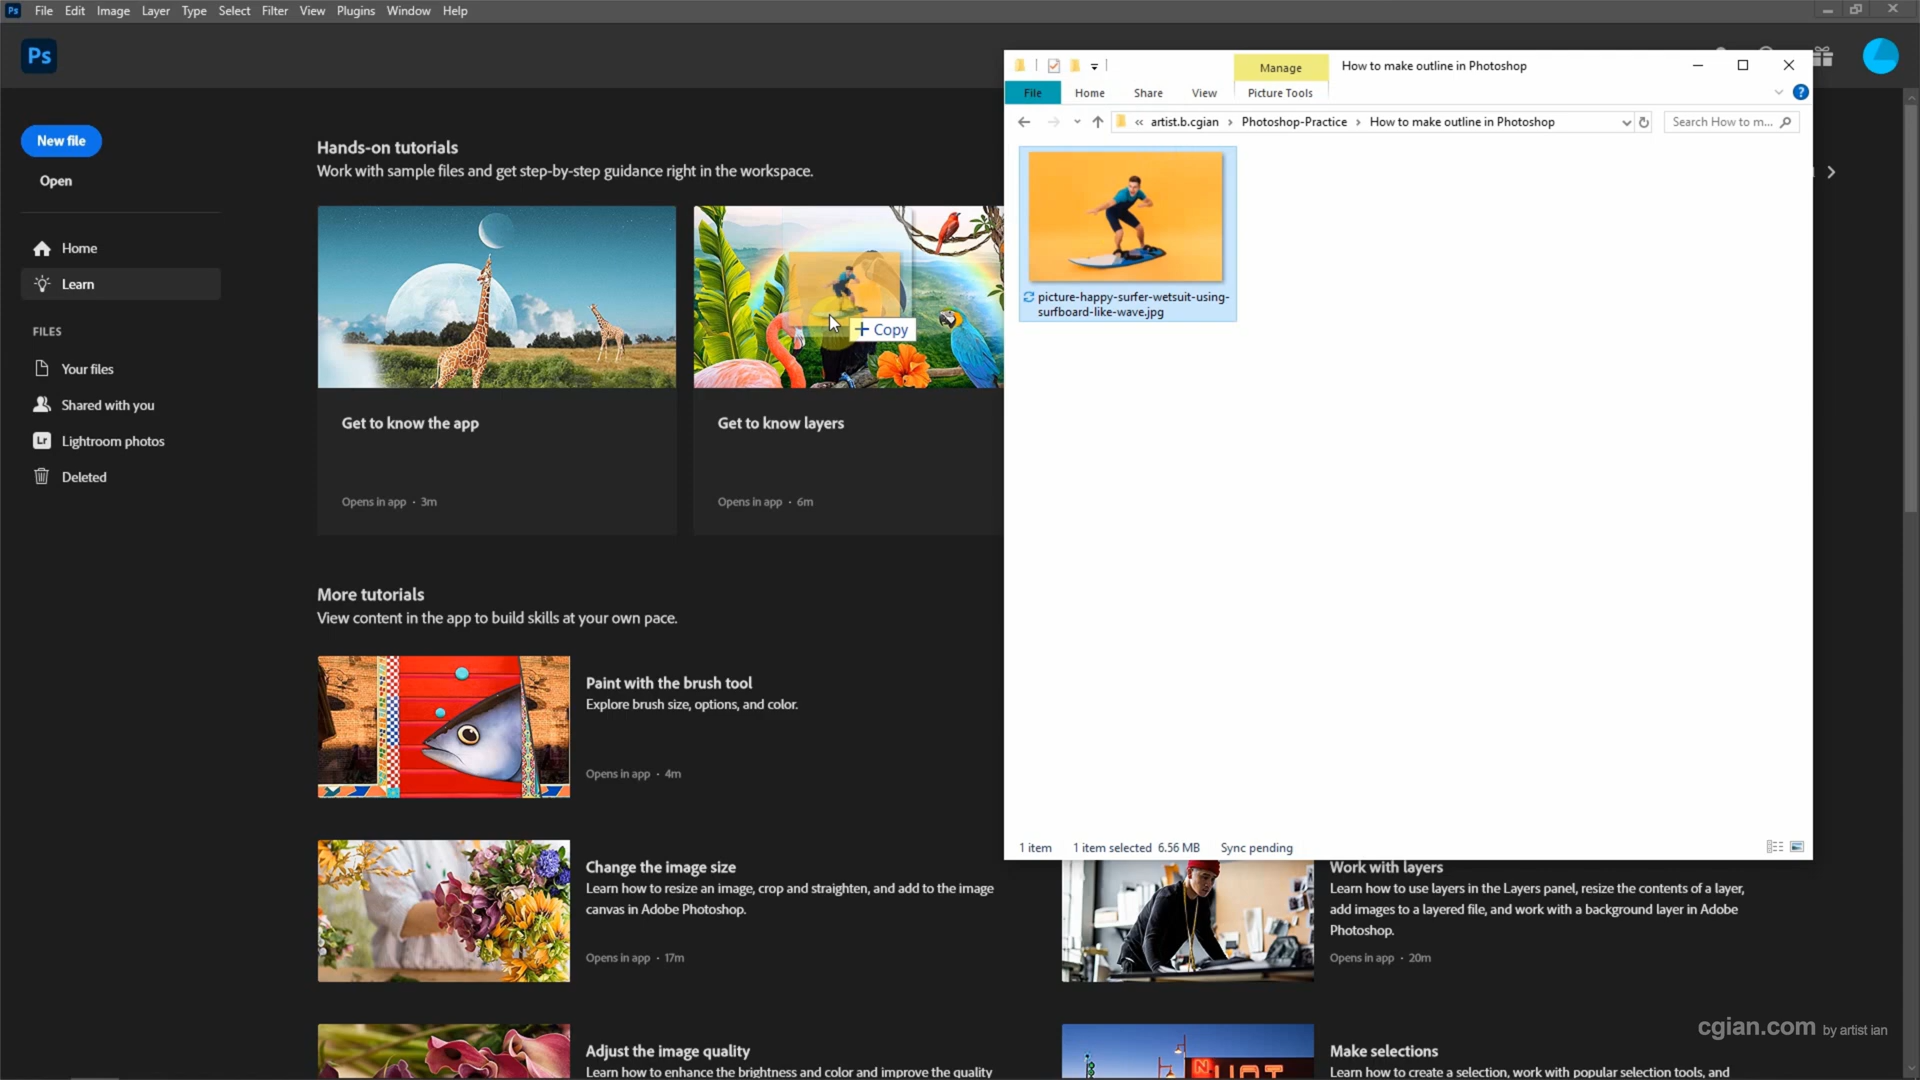 Ps File Edit Image Layer Type Select Filter View Plugins Window Help
Ps
New file
Open
Home
Learn
FILES
Your files
Shared with you
Lr Lightroom photos
Deleted
Hands-on tutorials
Work with sample files and get step-by-step guidance right in the workspace.
+ Copy
Get to know the app
Opens in app • 3m
Get to know layers
Opens in app • 6m
More tutorials
View content in the app to build skills at your own pace.
Paint with the brush tool
Explore brush size, options, and color.
Opens in app • 4m
Change the image size
Learn how to resize an image, crop and straighten, and add to the image
canvas in Adobe Photoshop.
Opens in app • 17m
Adjust the image quality
Learn how to enhance the brightness and color and improve the quality
Manage How to make outline in Photoshop
File Home Share View Picture Tools
?
« artist.b.cgian › Photoshop-Practice › How to make outline in Photoshop
Search How to m...
picture-happy-surfer-wetsuit-using-
surfboard-like-wave.jpg
1 item 1 item selected 6.56 MB Sync pending
Work with layers
Learn how to use layers in the Layers panel, resize the contents of a layer,
add images to a layered file, and work with a background layer in Adobe
Photoshop.
Opens in app • 20m
Make selections
Learn how to create a selection, work with popular selection tools, and
cgian.com by artist ian